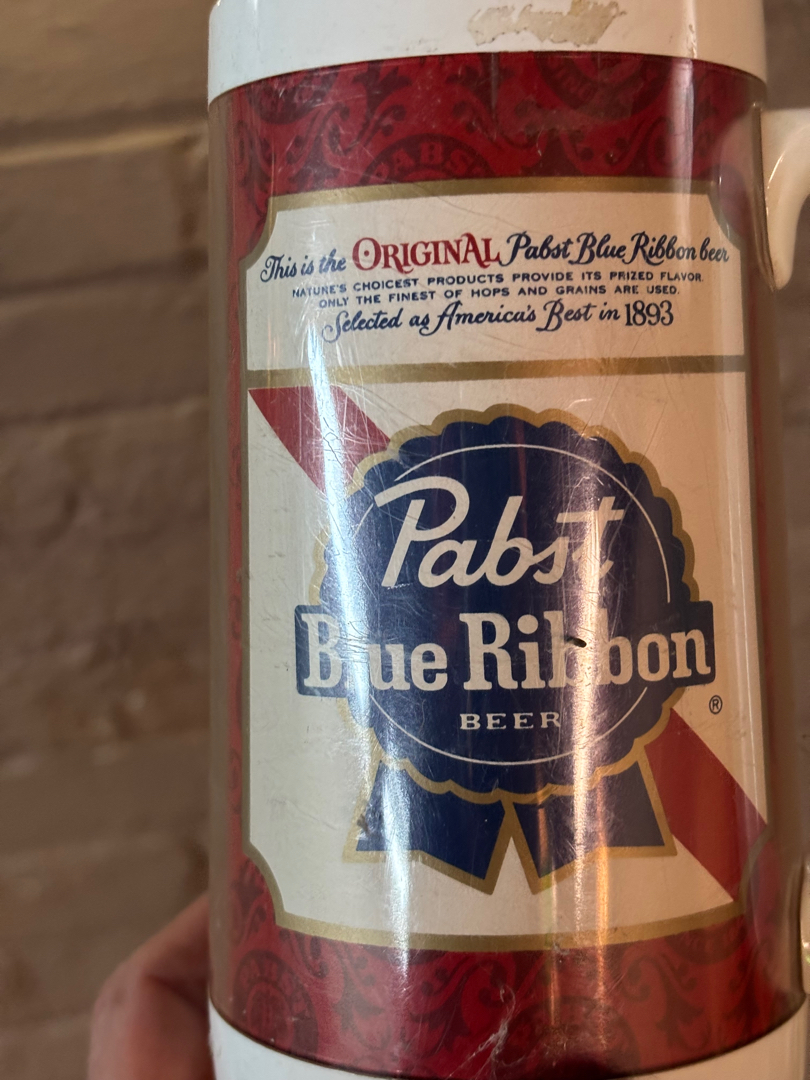 PABST
This is the ORIGINAL Pabst Blue Ribbon beer
NATURE'S CHOICEST PRODUCTS PROVIDE ITS PRIZED FLAVOR.
ONLY THE FINEST OF HOPS AND GRAINS ARE USED.
Selected as America's Best in 1893
Pabst
Blue Ribbon
BEER
®